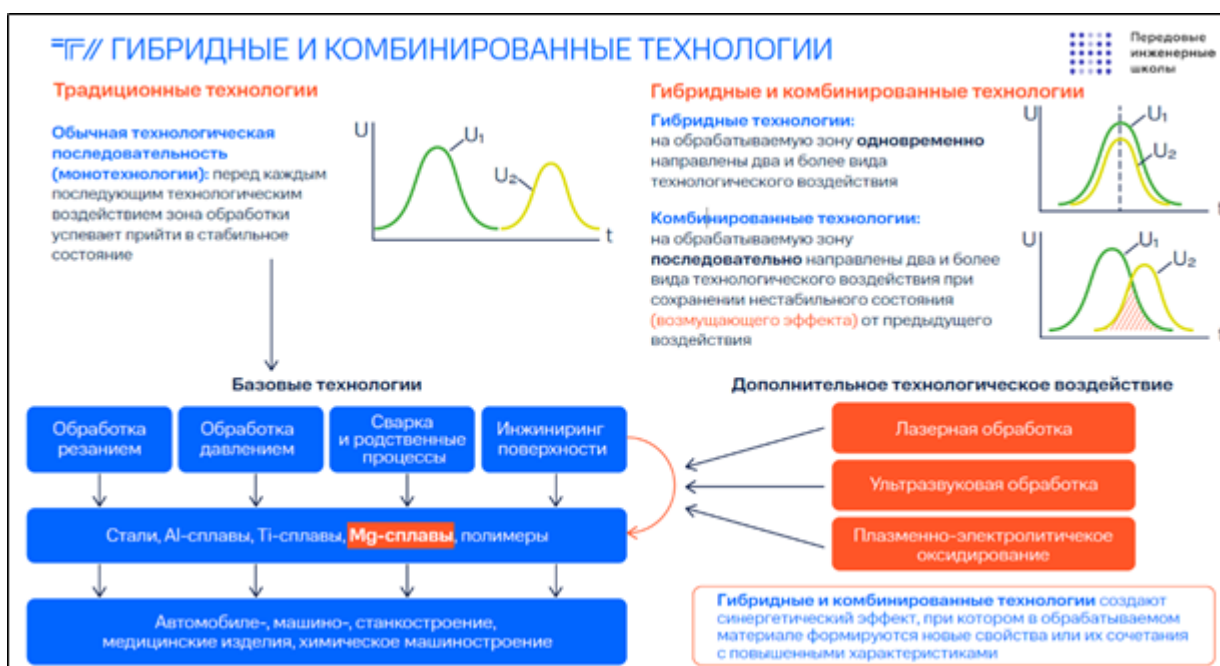 ГИБРИДНЫЕ И КОМБИНИРОВАННЫЕ ТЕХНОЛОГИИ
Передовые
инженерные
школы
Традиционные технологии
Обычная технологическая
последовательность
(монотехнологии): перед каждым
последующим технологическим
воздействием зона обработки
успевает прийти в стабильное
состояние
U
U₁
U₂
t
Гибридные и комбинированные технологии
Гибридные технологии:
на обрабатываемую зону одновременно
направлены два и более вида
технологического воздействия
U
U₁
U₂
t
Комбинированные технологии:
на обрабатываемую зону
последовательно направлены два и более
вида технологического воздействия при
сохранении нестабильного состояния
(возмущающего эффекта) от предыдущего
воздействия
U
U₁
U₂
t
Базовые технологии
Обработка
резанием
Обработка
давлением
Сварка
и родственные
процессы
Инжиниринг
поверхности
Стали, Al-сплавы, Ti-сплавы, Mg-сплавы, полимеры
Автомобиле-, машино-, станкостроение,
медицинские изделия, химическое машиностроение
Дополнительное технологическое воздействие
Лазерная обработка
Ультразвуковая обработка
Плазменно-электролитичекое
оксидирование
Гибридные и комбинированные технологии создают
синергетический эффект, при котором в обрабатываемом
материале формируются новые свойства или их сочетания
с повышенными характеристиками